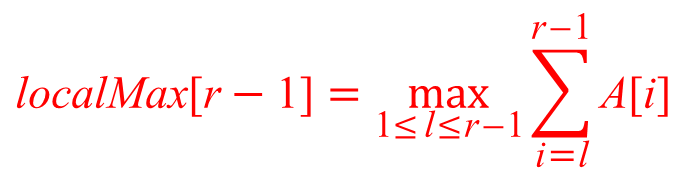 localMax[r − 1] = max_{1≤l≤r−1} ∑_{i=l}^{r−1} A[i]